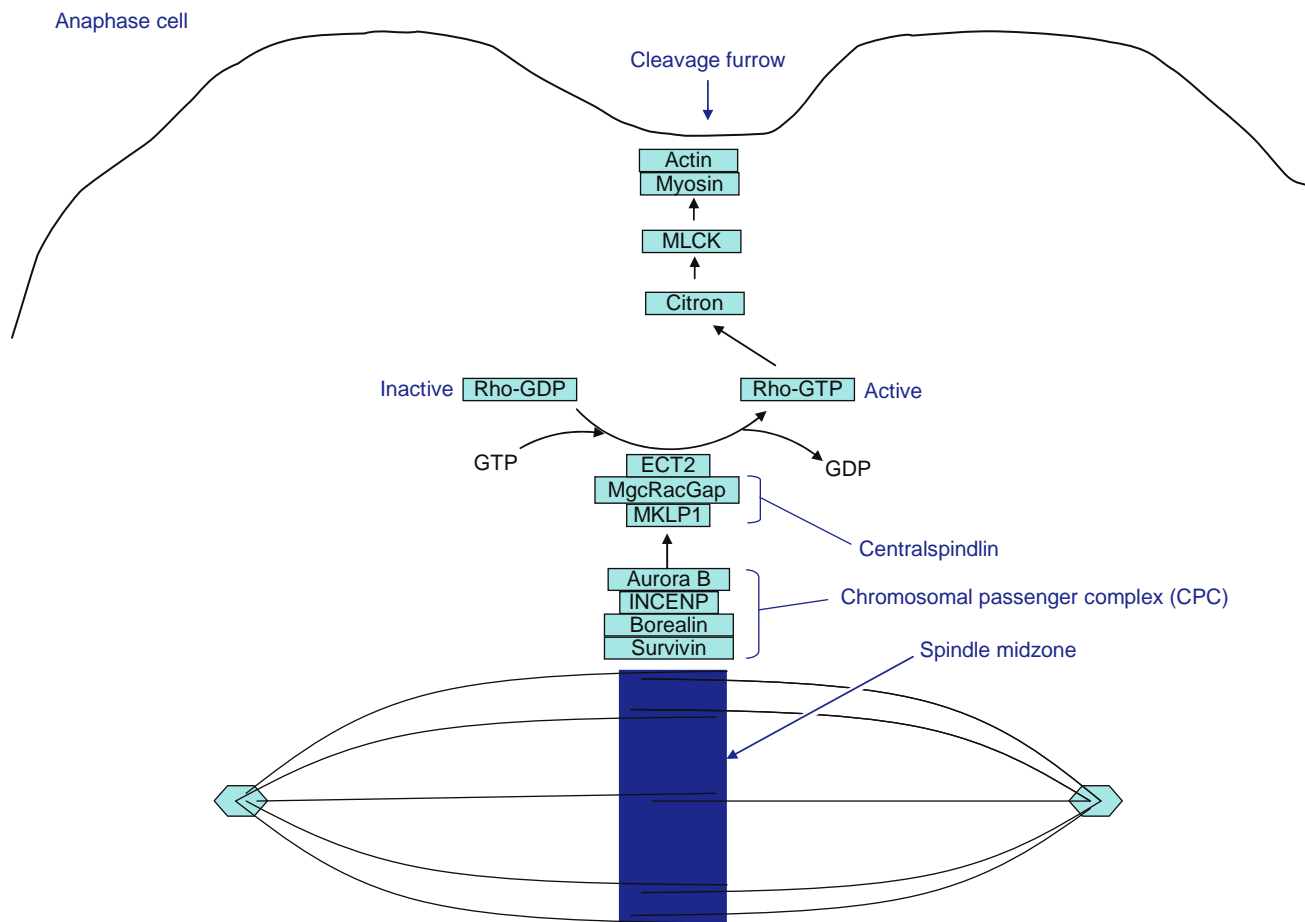 Anaphase cell
Cleavage furrow
Actin
Myosin
MLCK
Citron
Inactive
Rho-GDP
Rho-GTP
Active
GTP
GDP
ECT2
MgcRacGap
MKLP1
Centralspindlin
Aurora B
INCENP
Borealin
Survivin
Chromosomal passenger complex (CPC)
Spindle midzone